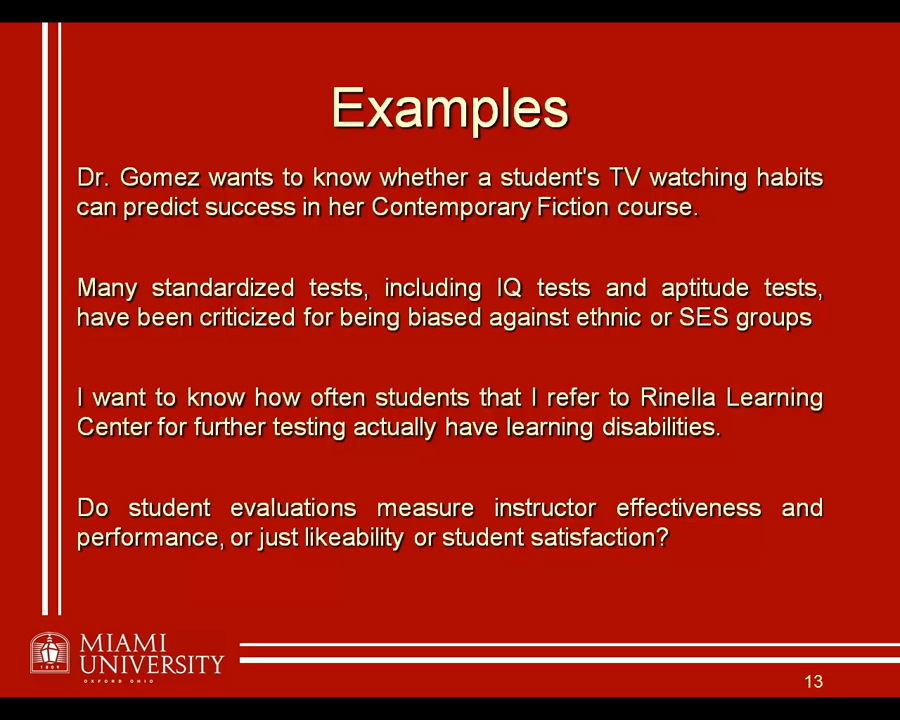 Examples
Dr. Gomez wants to know whether a student's TV watching habits
can predict success in her Contemporary Fiction course.
Many standardized tests, including IQ tests and aptitude tests,
have been criticized for being biased against ethnic or SES groups
I want to know how often students that I refer to Rinella Learning
Center for further testing actually have learning disabilities.
Do student evaluations measure instructor effectiveness and
performance, or just likeability or student satisfaction?
1809
MIAMI
UNIVERSITY
OXFORD OHIO
13